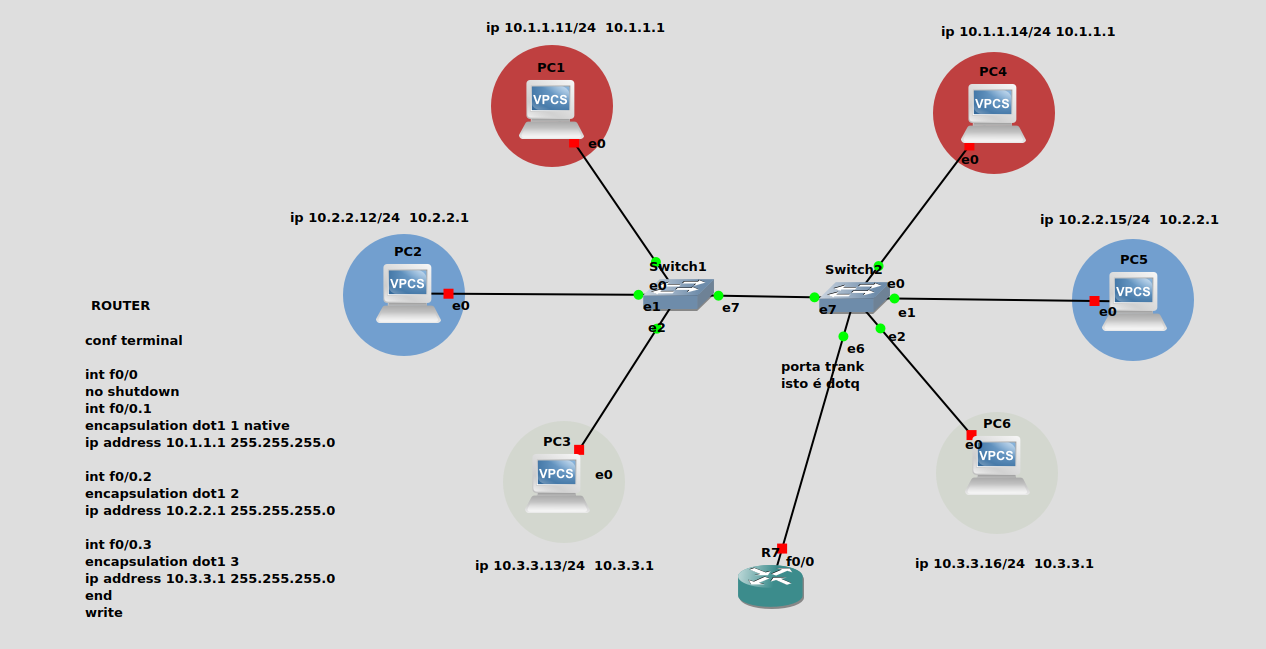 ip 10.1.1.11/24  10.1.1.1
ip 10.1.1.14/24 10.1.1.1
PC1
VPCS
e0
PC4
VPCS
e0
ip 10.2.2.12/24  10.2.2.1
ip 10.2.2.15/24  10.2.2.1
PC2
VPCS
e0
PC5
VPCS
e0
Switch1
e0
e1
e2
e7
Switch2
e0
e7
e1
e2
e6
porta trank
isto é dotq
ROUTER
conf terminal
int f0/0
no shutdown
int f0/0.1
encapsulation dot1 1 native
ip address 10.1.1.1 255.255.255.0
int f0/0.2
encapsulation dot1 2
ip address 10.2.2.1 255.255.255.0
int f0/0.3
encapsulation dot1 3
ip address 10.3.3.1 255.255.255.0
end
write
PC3
VPCS
e0
ip 10.3.3.13/24  10.3.3.1
PC6
e0
VPCS
ip 10.3.3.16/24  10.3.3.1
R7
f0/0